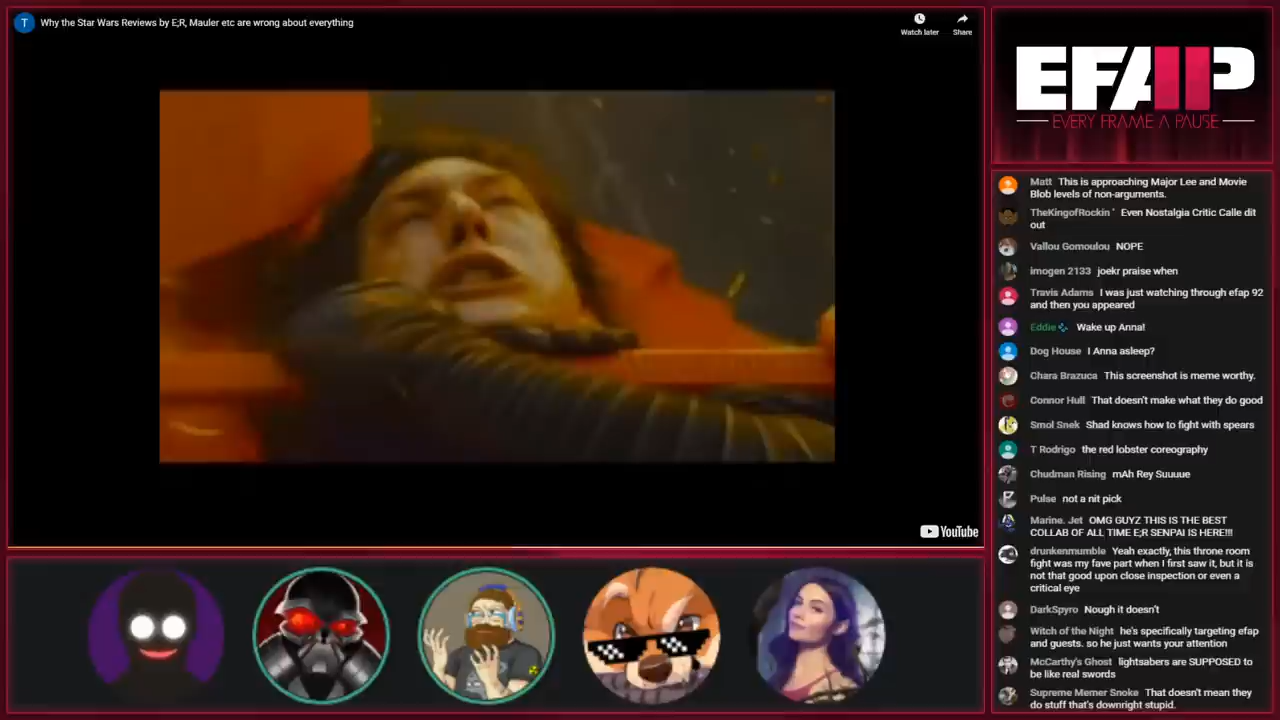 T
Why the Star Wars Reviews by E;R, Mauler etc are wrong about everything
Watch later
Share
YouTube
EFAP
EVERY FRAME A PAUSE
Matt This is approaching Major Lee and Movie
Blob levels of non-arguments.
TheKingofRockin' Even Nostalgia Critic Calle dit
out
Vallou Gomoulou NOPE
imogen 2133 joekr praise when
Travis Adams I was just watching through efap 92
and then you appeared
Eddie Wake up Anna!
Dog House I Anna asleep?
Chara Brazuca This screenshot is meme worthy.
Connor Hull That doesn't make what they do good
Smol Snek Shad knows how to fight with spears
T Rodrigo the red lobster coreography
Chudman Rising mAh Rey Suuuue
Pulse not a nit pick
Marine. Jet OMG GUYZ THIS IS THE BEST
COLLAB OF ALL TIME E;R SENPAI IS HERE!!!
drunkenmumble Yeah exactly, this throne room
fight was my fave part when I first saw it, but it is
not that good upon close inspection or even a
critical eye
DarkSpyro Nough it doesn't
Witch of the Night he's specifically targeting efap
and guests. so he just wants your attention
McCarthy's Ghost lightsabers are SUPPOSED to
be like real swords
Supreme Memer Snoke That doesn't mean they
do stuff that's downright stupid.